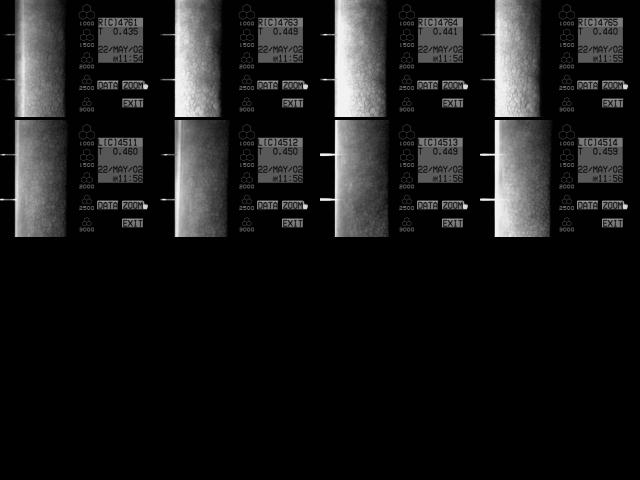 R(C)4761
T 0.435
22/MAY/02
11:54
DATA ZOOM
EXIT
1000
1500
2000
2500
3000
R(C)4763
T 0.449
22/MAY/02
11:54
DATA ZOOM
EXIT
1000
1500
2000
2500
3000
R(C)4764
T 0.441
22/MAY/02
11:54
DATA ZOOM
EXIT
1000
1500
2000
2500
3000
R(C)4765
T 0.440
22/MAY/02
11:55
DATA ZOOM
EXIT
1000
1500
2000
2500
3000
L(C)4511
T 0.460
22/MAY/02
11:56
DATA ZOOM
EXIT
1000
1500
2000
2500
3000
L(C)4512
T 0.450
22/MAY/02
11:56
DATA ZOOM
EXIT
1000
1500
2000
2500
3000
L(C)4513
T 0.449
22/MAY/02
11:56
DATA ZOOM
EXIT
1000
1500
2000
2500
3000
L(C)4514
T 0.459
22/MAY/02
11:56
DATA ZOOM
EXIT
1000
1500
2000
2500
3000